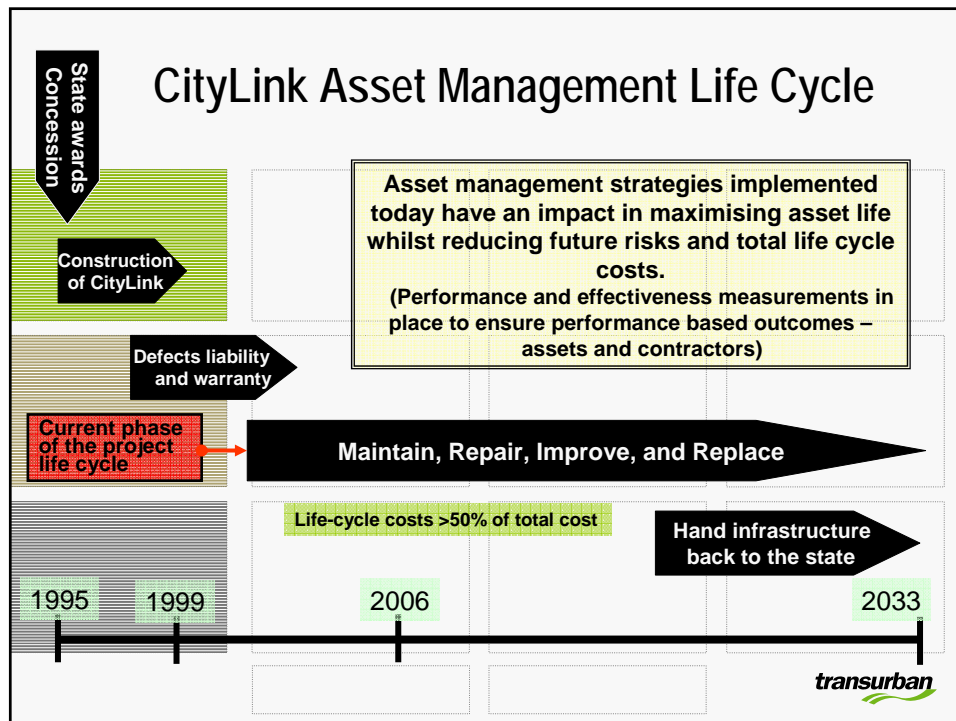 State awards
Concession
CityLink Asset Management Life Cycle
Asset management strategies implemented
today have an impact in maximising asset life
whilst reducing future risks and total life cycle
costs.
(Performance and effectiveness measurements in
place to ensure performance based outcomes –
assets and contractors)
Construction
of CityLink
Defects liability
and warranty
Current phase
of the project
life cycle
Maintain, Repair, Improve, and Replace
Life-cycle costs >50% of total cost
Hand infrastructure
back to the state
1995
1999
2006
2033
transurban